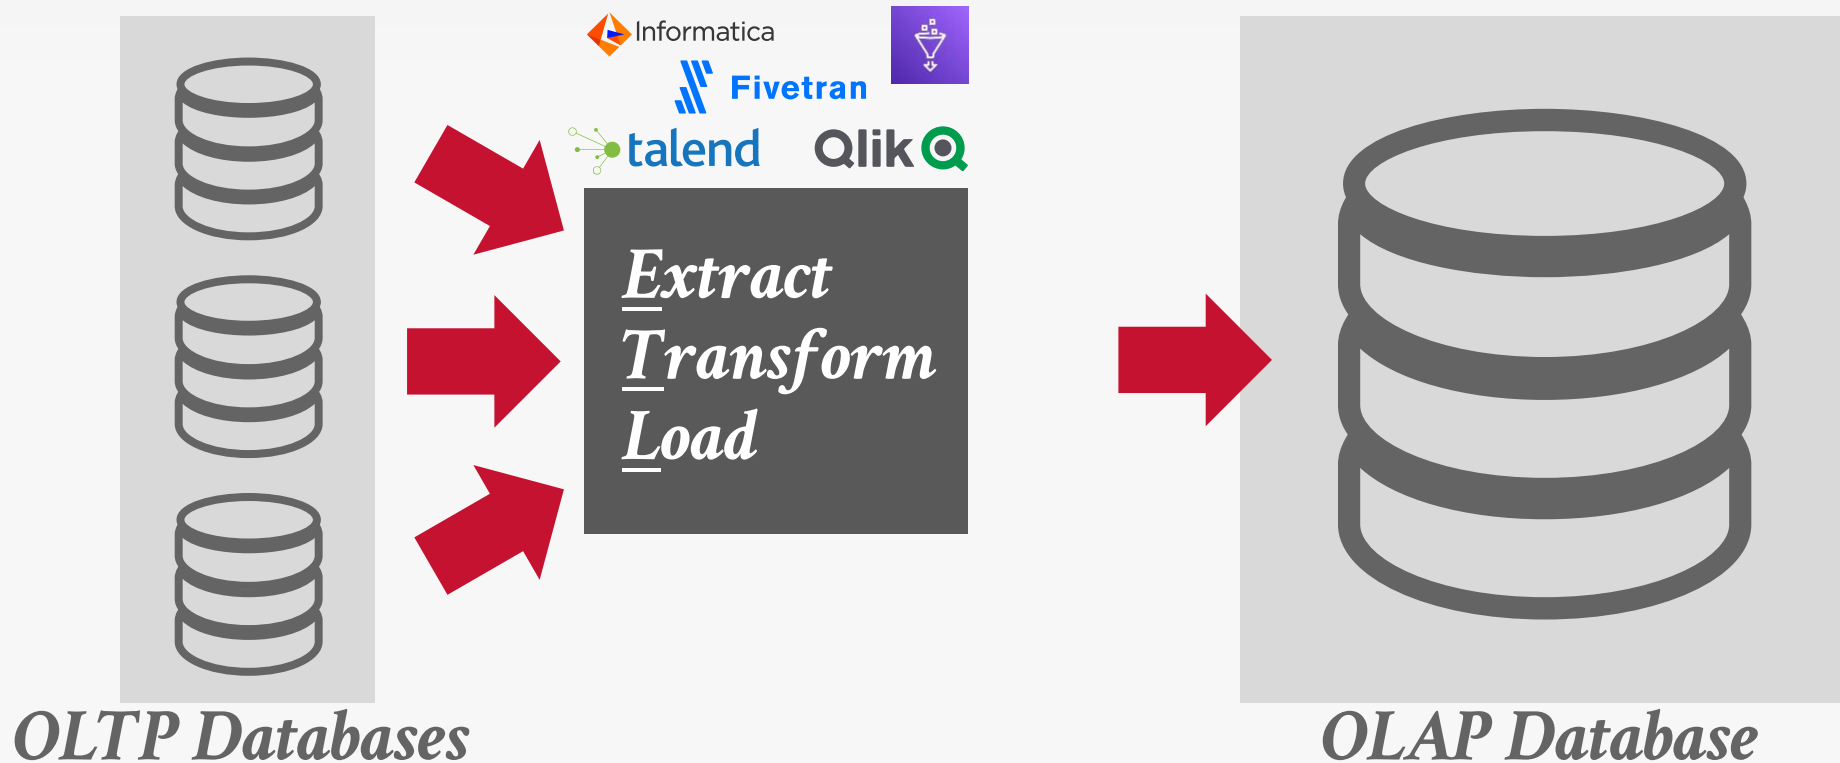 Informatica
Fivetran
talend
Qlik
Extract
Transform
Load
OLTP Databases
OLAP Database